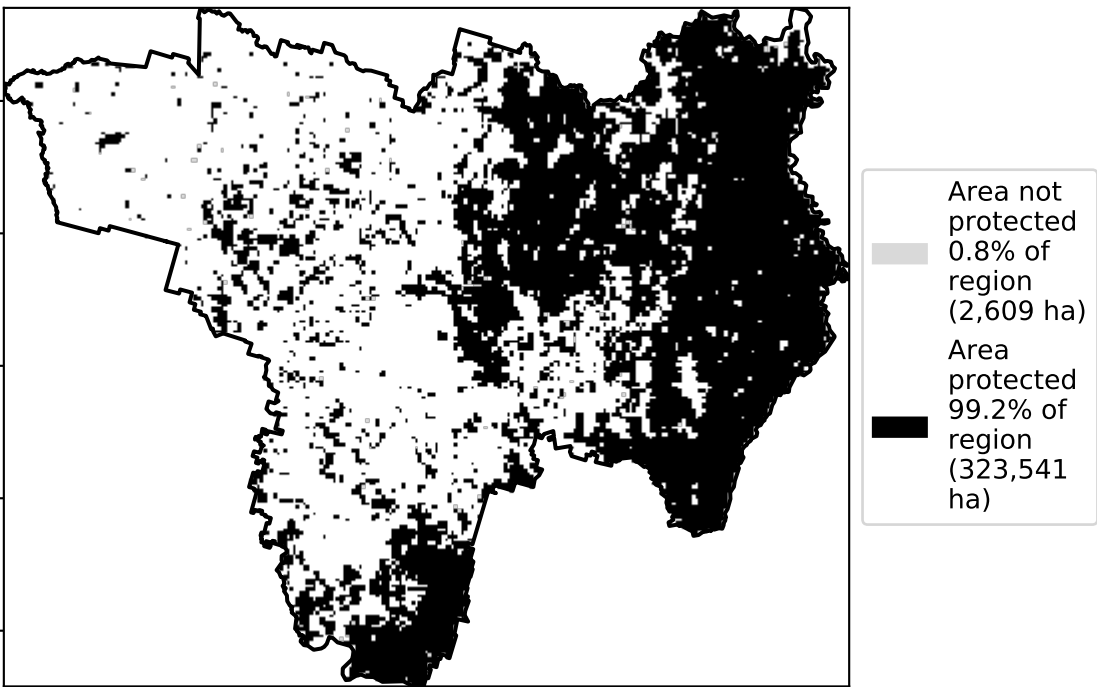 Area not
protected
0.8% of
region
(2,609 ha)
Area
protected
99.2% of
region
(323,541
ha)